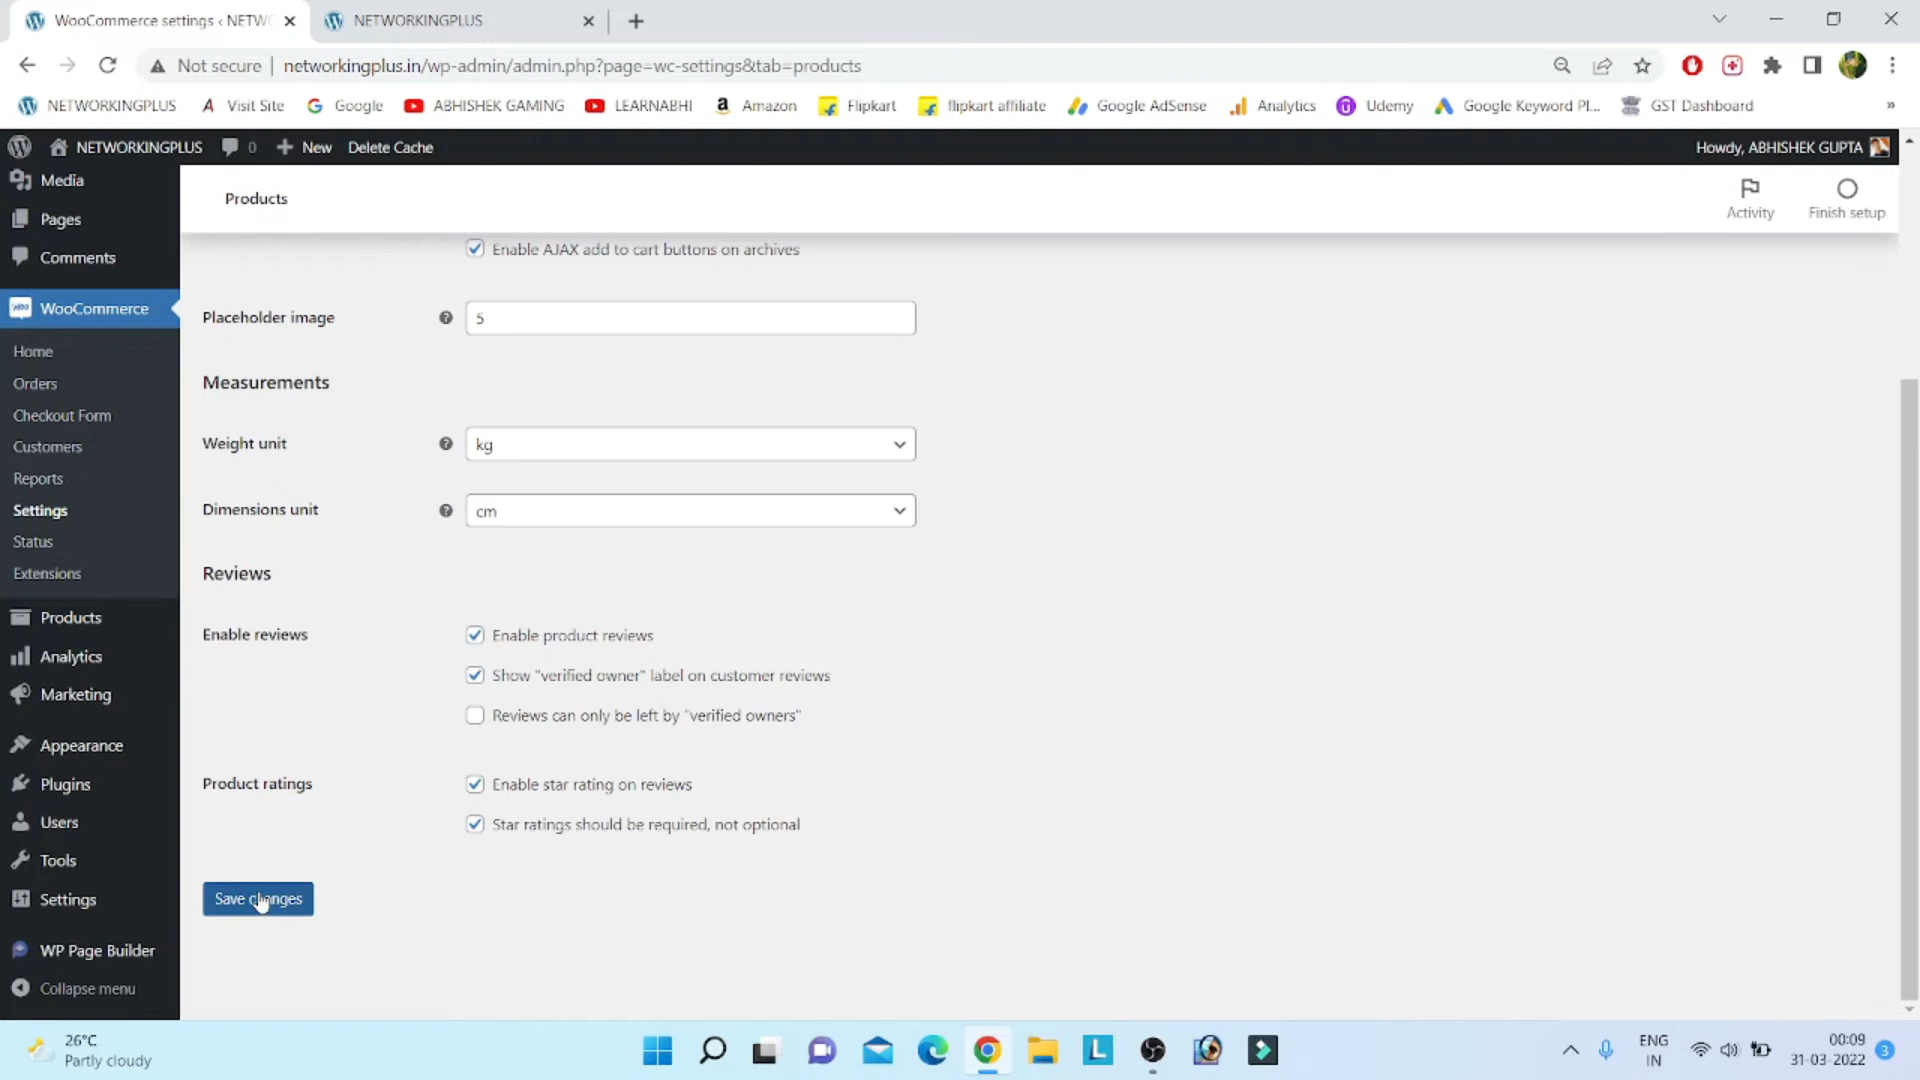 WooCommerce settings ‹ NETWO
NETWORKINGPLUS
Not secure
networkingplus.in/wp-admin/admin.php?page=wc-settings&tab=products
NETWORKINGPLUS
Visit Site
Google
ABHISHEK GAMING
LEARNABHI
Amazon
Flipkart
flipkart affiliate
Google AdSense
Analytics
Udemy
Google Keyword Pl...
GST Dashboard
»
NETWORKINGPLUS
0
New
Delete Cache
Howdy, ABHISHEK GUPTA
Media
Pages
Comments
WooCommerce
Home
Orders
Checkout Form
Customers
Reports
Settings
Status
Extensions
Products
Analytics
Marketing
Appearance
Plugins
Users
Tools
Settings
WP Page Builder
Collapse menu
Products
Activity
Finish setup
Enable AJAX add to cart buttons on archives
Placeholder image
5
Measurements
Weight unit
kg
Dimensions unit
cm
Reviews
Enable reviews
Enable product reviews
Show "verified owner" label on customer reviews
Reviews can only be left by "verified owners"
Product ratings
Enable star rating on reviews
Star ratings should be required, not optional
Save changes
26°C
Partly cloudy
ENG
IN
00:09
31-03-2022
3